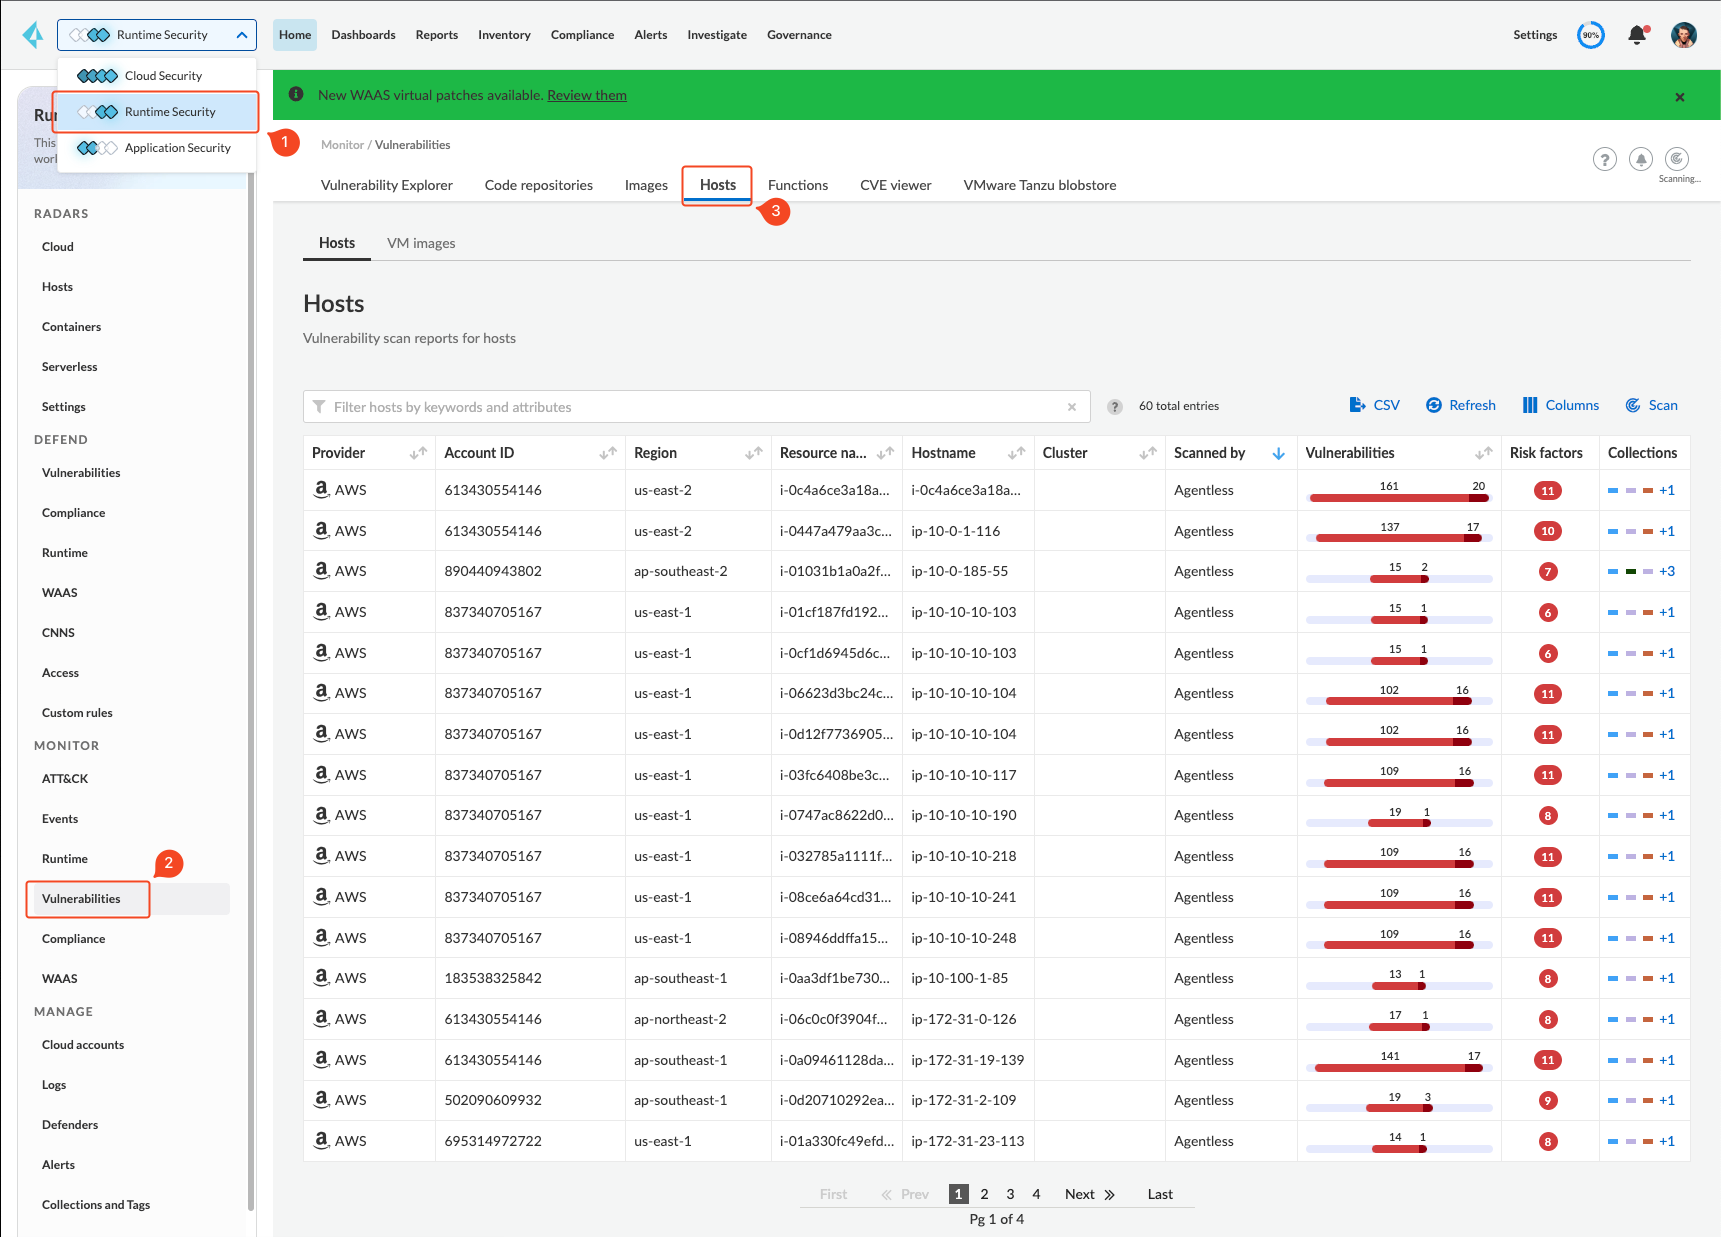 Runtime Security
Home Dashboards Reports Inventory Compliance Alerts Investigate Governance
Settings 90%
Cloud Security
Runtime Security
Application Security
1
This
New WAAS virtual patches available. Review them
Monitor / Vulnerabilities
Scanning...
Vulnerability Explorer Code repositories Images Hosts Functions CVE viewer VMware Tanzu blobstore
3
RADARS
Cloud
Hosts
Containers
Serverless
Settings
DEFEND
Vulnerabilities
Compliance
Runtime
WAAS
CNNS
Access
Custom rules
MONITOR
ATT&CK
Events
Runtime
2
Vulnerabilities
Compliance
WAAS
MANAGE
Cloud accounts
Logs
Defenders
Alerts
Collections and Tags
Hosts VM images
Hosts
Vulnerability scan reports for hosts
Filter hosts by keywords and attributes
? 60 total entries
CSV Refresh Columns Scan
Provider Account ID Region Resource na... Hostname Cluster Scanned by Vulnerabilities Risk factors Collections
AWS 613430554146 us-east-2 i-0c4a6ce3a18a... i-0c4a6ce3a18a... Agentless 161 20 11 +1
AWS 613430554146 us-east-2 i-0447a479aa3c... ip-10-0-1-116 Agentless 137 17 10 +1
AWS 890440943802 ap-southeast-2 i-01031b1a0a2f... ip-10-0-185-55 Agentless 15 2 7 +3
AWS 837340705167 us-east-1 i-01cf187fd192... ip-10-10-10-103 Agentless 15 1 6 +1
AWS 837340705167 us-east-1 i-0cf1d6945d6c... ip-10-10-10-103 Agentless 15 1 6 +1
AWS 837340705167 us-east-1 i-06623d3bc24c... ip-10-10-10-104 Agentless 102 16 11 +1
AWS 837340705167 us-east-1 i-0d12f7736905... ip-10-10-10-104 Agentless 102 16 11 +1
AWS 837340705167 us-east-1 i-03fc6408be3c... ip-10-10-10-117 Agentless 109 16 11 +1
AWS 837340705167 us-east-1 i-0747ac8622d0... ip-10-10-10-190 Agentless 19 1 8 +1
AWS 837340705167 us-east-1 i-032785a1111f... ip-10-10-10-218 Agentless 109 16 11 +1
AWS 837340705167 us-east-1 i-08ce6a64cd31... ip-10-10-10-241 Agentless 109 16 11 +1
AWS 837340705167 us-east-1 i-08946ddffa15... ip-10-10-10-248 Agentless 109 16 11 +1
AWS 183538325842 ap-southeast-1 i-0aa3df1be730... ip-10-100-1-85 Agentless 13 1 8 +1
AWS 613430554146 ap-northeast-2 i-06c0c0f3904f... ip-172-31-0-126 Agentless 17 1 8 +1
AWS 613430554146 ap-southeast-1 i-0a09461128da... ip-172-31-19-139 Agentless 141 17 11 +1
AWS 502090609932 ap-southeast-1 i-0d20710292ea... ip-172-31-2-109 Agentless 19 3 9 +1
AWS 695314972722 us-east-1 i-01a330fc49efd... ip-172-31-23-113 Agentless 14 1 8 +1
First Prev 1 2 3 4 Next Last
Pg 1 of 4